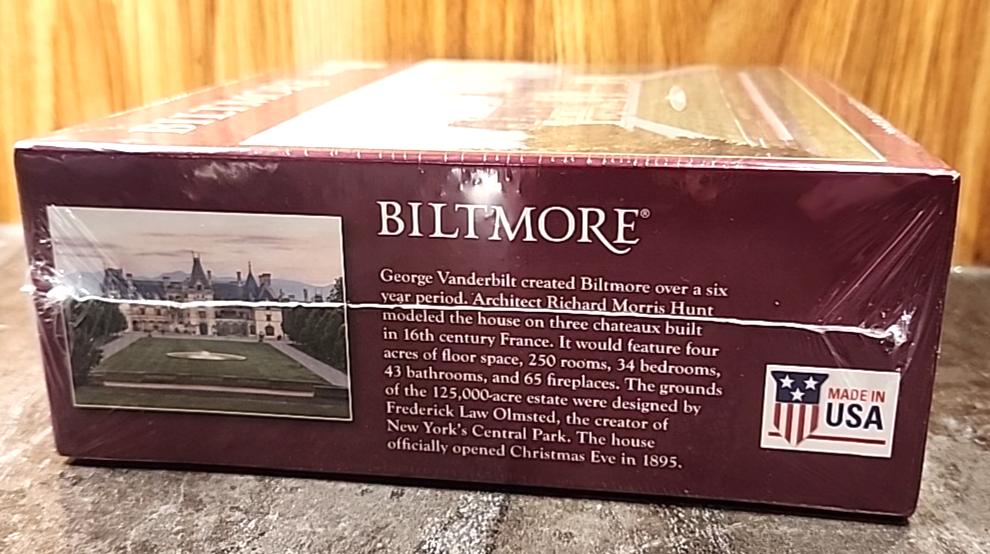 BILTMORE
BILTMORE®
George Vanderbilt created Biltmore over a six
year period. Architect Richard Morris Hunt
modeled the house on three chateaux built
in 16th century France. It would feature four
acres of floor space, 250 rooms, 34 bedrooms,
43 bathrooms, and 65 fireplaces. The grounds
of the 125,000-acre estate were designed by
Frederick Law Olmsted, the creator of
New York's Central Park. The house
officially opened Christmas Eve in 1895.
MADE IN
USA